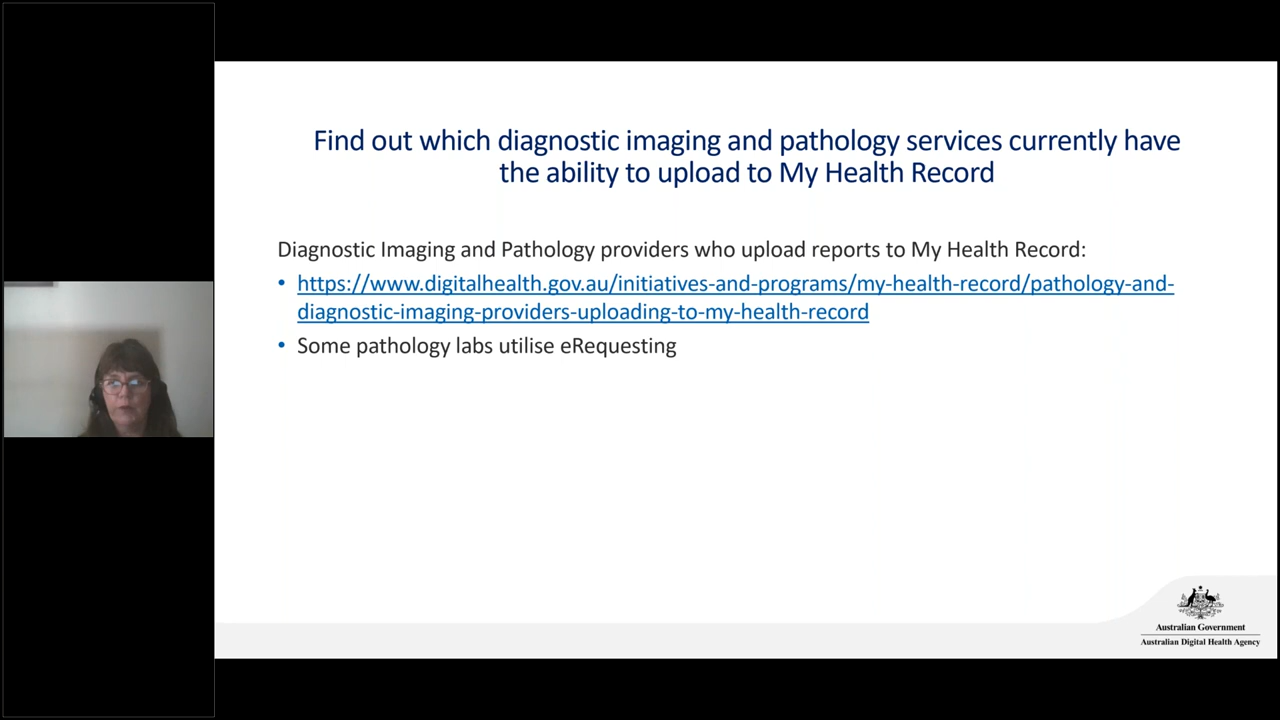 Find out which diagnostic imaging and pathology services currently have
the ability to upload to My Health Record
Diagnostic Imaging and Pathology providers who upload reports to My Health Record:
• https://www.digitalhealth.gov.au/initiatives-and-programs/my-health-record/pathology-and-
diagnostic-imaging-providers-uploading-to-my-health-record
• Some pathology labs utilise eRequesting
Australian Government
Australian Digital Health Agency